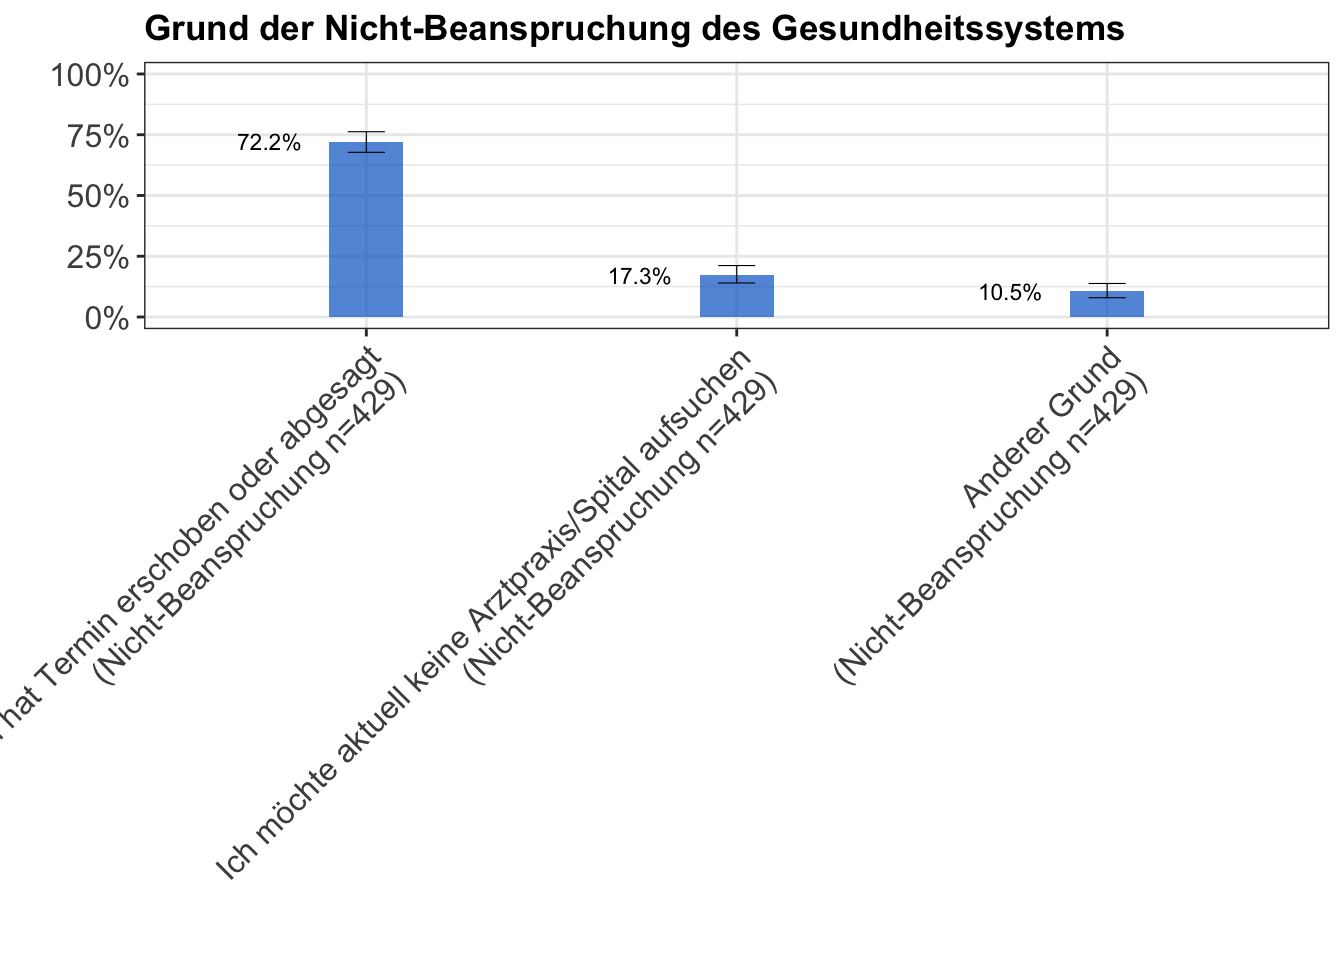 Grund der Nicht-Beanspruchung des Gesundheitssystems
100%
75%
50%
25%
0%
72.2%
17.3%
10.5%
hat Termin erschoben oder abgesagt
(Nicht-Beanspruchung n=429)
Ich möchte aktuell keine Arztpraxis/Spital aufsuchen
(Nicht-Beanspruchung n=429)
Anderer Grund
(Nicht-Beanspruchung n=429)